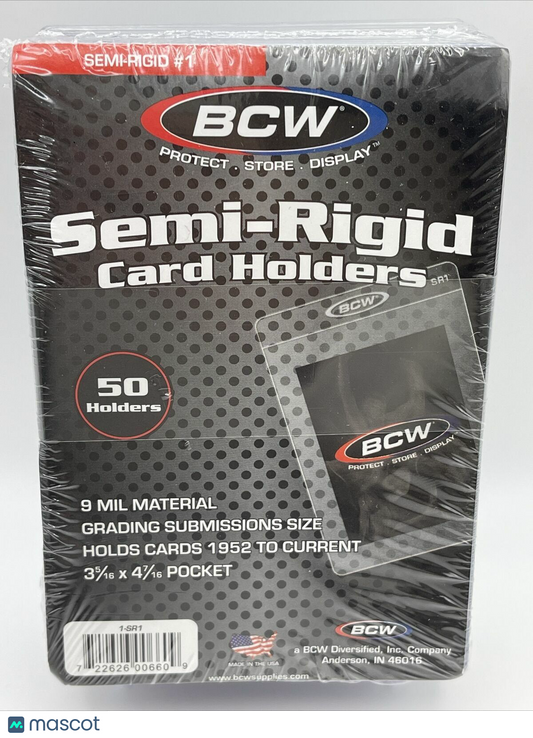 SEMI-RIGID #1
BCW®
PROTECT . STORE . DISPLAY™
Semi-Rigid
Card Holders
SR1
BCW
50
Holders
BCW
PROTECT . STORE . DISPLAY
9 MIL MATERIAL
GRADING SUBMISSIONS SIZE
HOLDS CARDS 1952 TO CURRENT
3 5/16 x 4 7/16 POCKET
1-SR1
7 22626 00660 9
MADE IN THE USA
BCW
a BCW Diversified, Inc. Company
Anderson, IN 46016
www.bcwsupplies.com
mascot